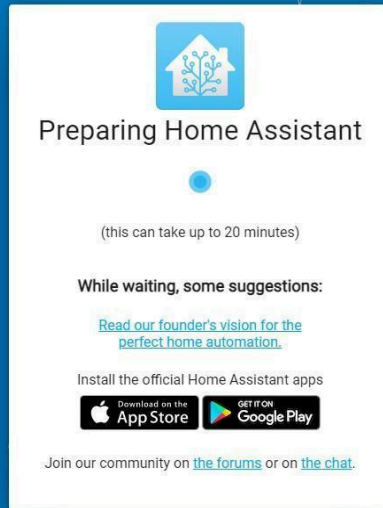 Preparing Home Assistant
(this can take up to 20 minutes)
While waiting, some suggestions:
Read our founder's vision for the
perfect home automation.
Install the official Home Assistant apps
Download on the
App Store
GET IT ON
Google Play
Join our community on the forums or on the chat.